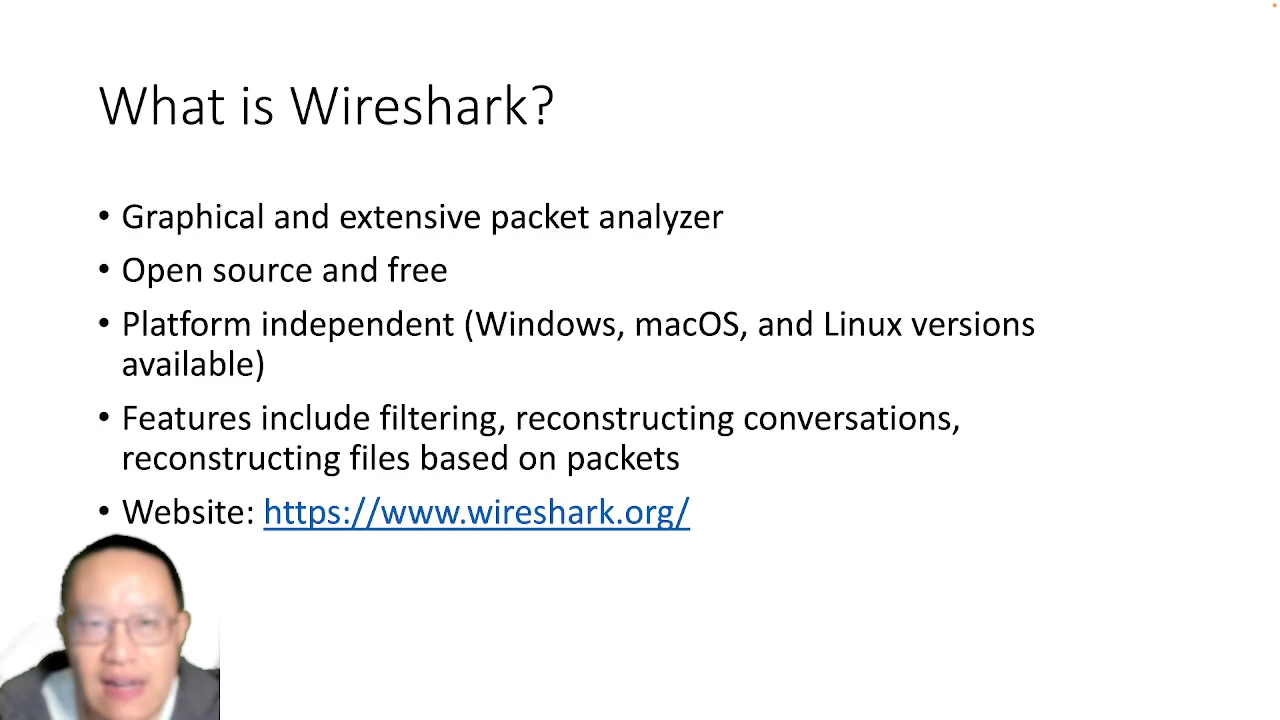 What is Wireshark?
• Graphical and extensive packet analyzer
• Open source and free
• Platform independent (Windows, macOS, and Linux versions
available)
• Features include filtering, reconstructing conversations,
reconstructing files based on packets
• Website: https://www.wireshark.org/